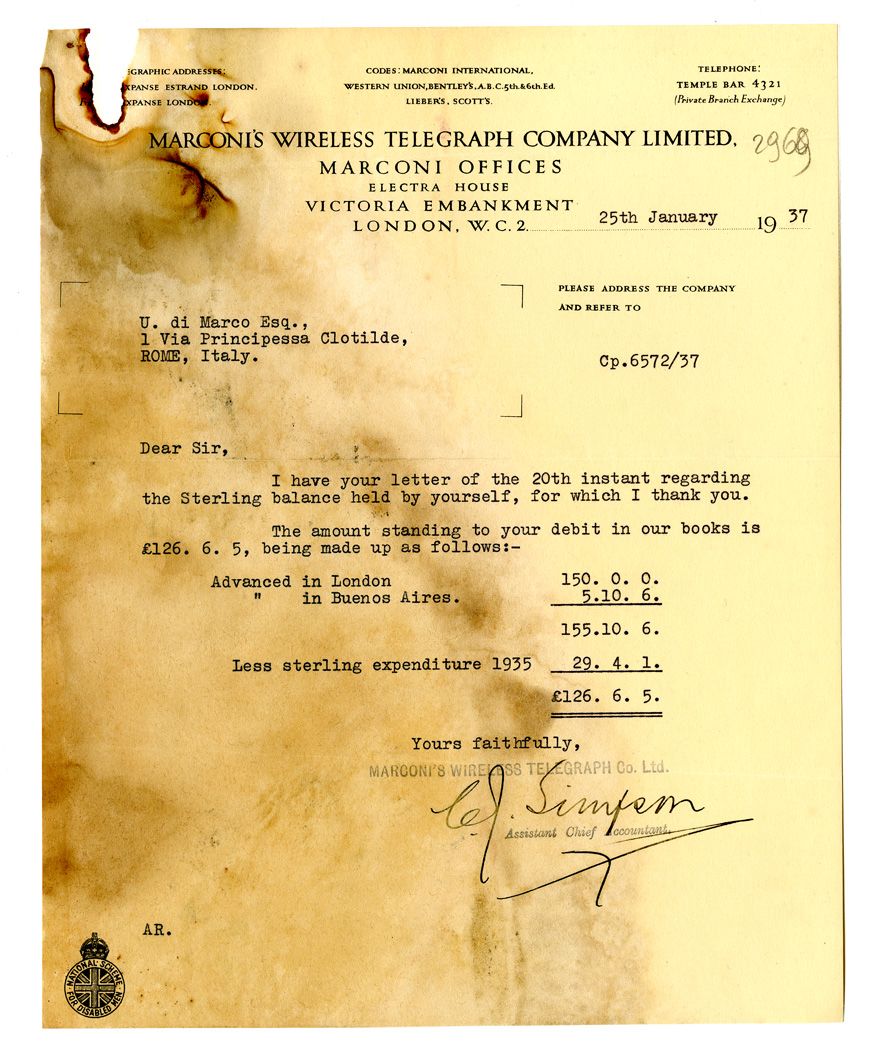 EGRAPHIC ADDRESSES:
XPANSE ESTRAND LONDON.
XPANSE LONDON.
CODES: MARCONI INTERNATIONAL,
WESTERN UNION, BENTLEY'S, A.B.C. 5th. & 6th. Ed.
LIEBER'S, SCOTT'S.
TELEPHONE:
TEMPLE BAR 4321
(Private Branch Exchange)
MARCONI'S WIRELESS TELEGRAPH COMPANY LIMITED.
MARCONI OFFICES
ELECTRA HOUSE
VICTORIA EMBANKMENT
LONDON, W.C.2. 25th January 1937
PLEASE ADDRESS THE COMPANY
AND REFER TO
Cp.6572/37
U. di Marco Esq.,
1 Via Principessa Clotilde,
ROME, Italy.
Dear Sir,
I have your letter of the 20th instant regarding
the Sterling balance held by yourself, for which I thank you.
The amount standing to your debit in our books is
£126. 6. 5, being made up as follows:-
Advanced in London 150. 0. 0.
" in Buenos Aires. 5.10. 6.
155.10. 6.
Less sterling expenditure 1935 29. 4. 1.
£126. 6. 5.
Yours faithfully,
MARCONI'S WIRELESS TELEGRAPH Co. Ltd.
C.J. Simpson
Assistant Chief Accountant.
AR.
NATIONAL SCHEME
FOR DISABLED MEN